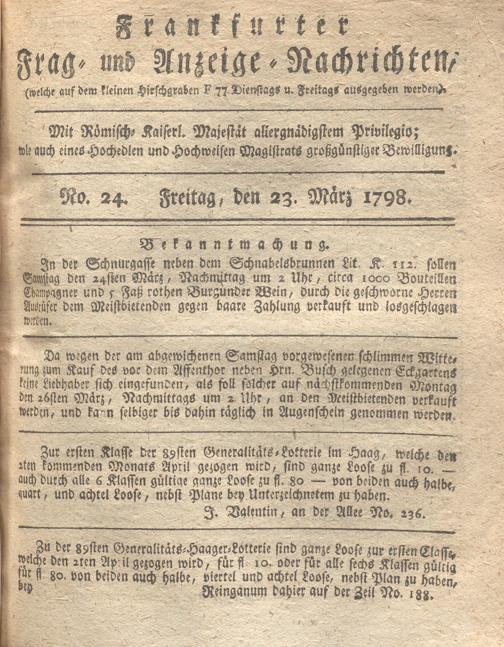 Frankfurter
Frag- und Anzeige-Nachrichten,
(welche auf dem kleinen Hirschgraben F 77 Dienstags u. Freitags ausgegeben werden).
Mit Römisch-Kaiserl. Majestät allergnädigstem Privilegio;
wie auch eines Hochedlen und Hochweisen Magistrats großgünstiger Bewilligung.
No. 24. Freitag, den 23. März 1798.
Bekanntmachung.
In der Schnurgasse neben dem Schnabelsbrunnen Lit. K. 112. sollen
Samstag den 24sten März, Nachmittag um 2 Uhr, circa 1000 Bouteillen
Champagner und 5 Faß rothen Burgunder Wein, durch die geschworne Herren
Ausrüfer dem Meistbietenden gegen baare Zahlung verkauft und losgeschlagen
werden.
Da wegen der am abgewichenen Samstag vorgewesenen schlimmen Witte-
rung zum Kauf des vor dem Affenthor neben Hrn. Busch gelegenen Eckgartens
keine Liebhaber sich eingefunden, als soll solcher auf nächstkommenden Montag
den 26sten März, Nachmittags um 2 Uhr, an den Meistbietenden verkauft
werden, und kann selbiger bis dahin täglich in Augenschein genommen werden.
Zur ersten Klasse der 89sten Generalitäts-Lotterie im Haag, welche den
2ten kommenden Monats April gezogen wird, sind ganze Loose zu fl. 10. —
auch durch alle 6 Klassen gültige ganze Loose zu fl. 80 — von beiden auch halbe,
quart, und achtel Loose, nebst Plane bey Unterzeichnetem zu haben.
J. Valentin, an der Allee No. 236.
Zu der 89sten Generalitäts-Haager-Lotterie sind ganze Loose zur ersten Classe,
welche den 2ten April gezogen wird, für fl. 10. oder für alle sechs Klassen gültig
für fl. 80. von beiden auch halbe, viertel und achtel Loose, nebst Plan zu haben,
bey Reinganum dahier auf der Zeil No. 188.